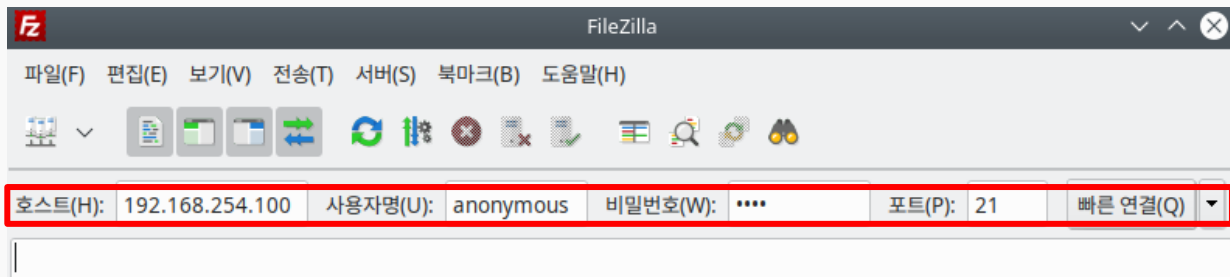 FileZilla
파일(F) 편집(E) 보기(V) 전송(T) 서버(S) 북마크(B) 도움말(H)
호스트(H): 192.168.254.100 사용자명(U): anonymous 비밀번호(W): •••• 포트(P): 21 빠른 연결(Q)